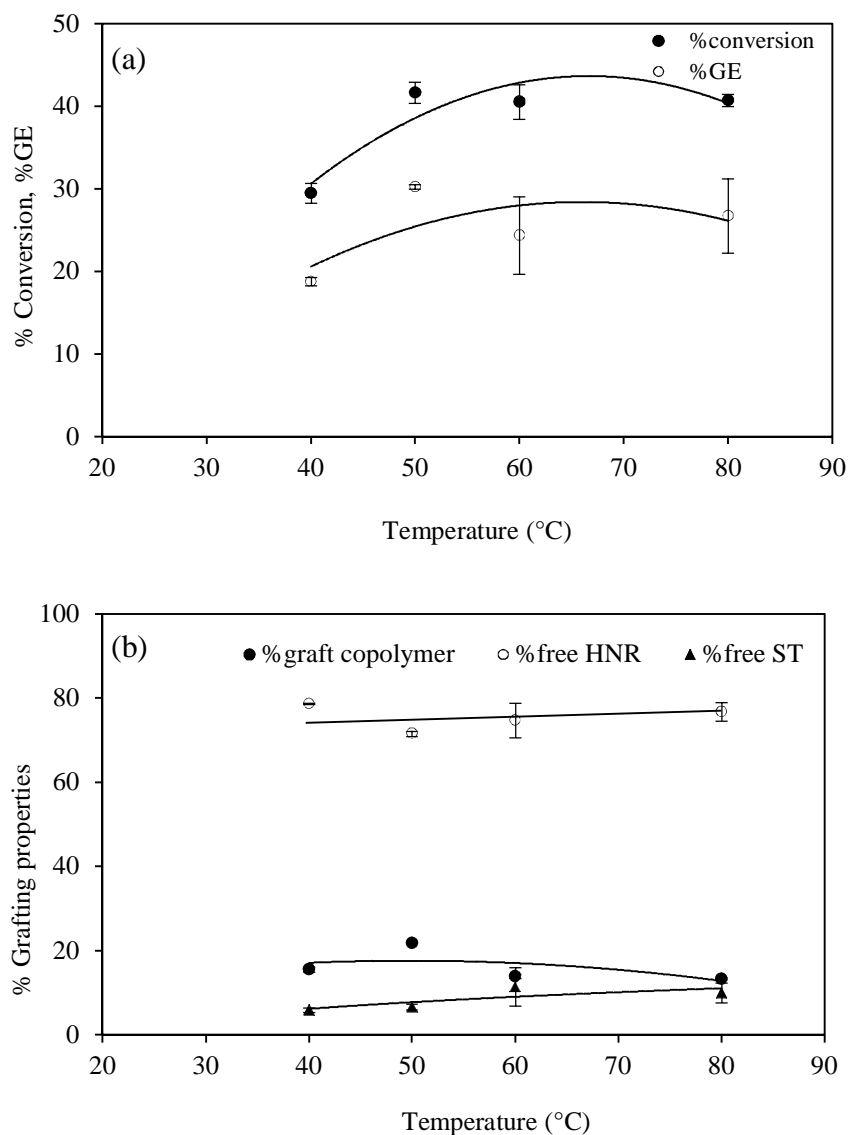 (a)
%conversion
%GE
% Conversion, %GE
50
40
30
20
10
0
20 30 40 50 60 70 80 90
Temperature (°C)
(b)
%graft copolymer %free HNR %free ST
% Grafting properties
100
80
60
40
20
0
20 30 40 50 60 70 80 90
Temperature (°C)